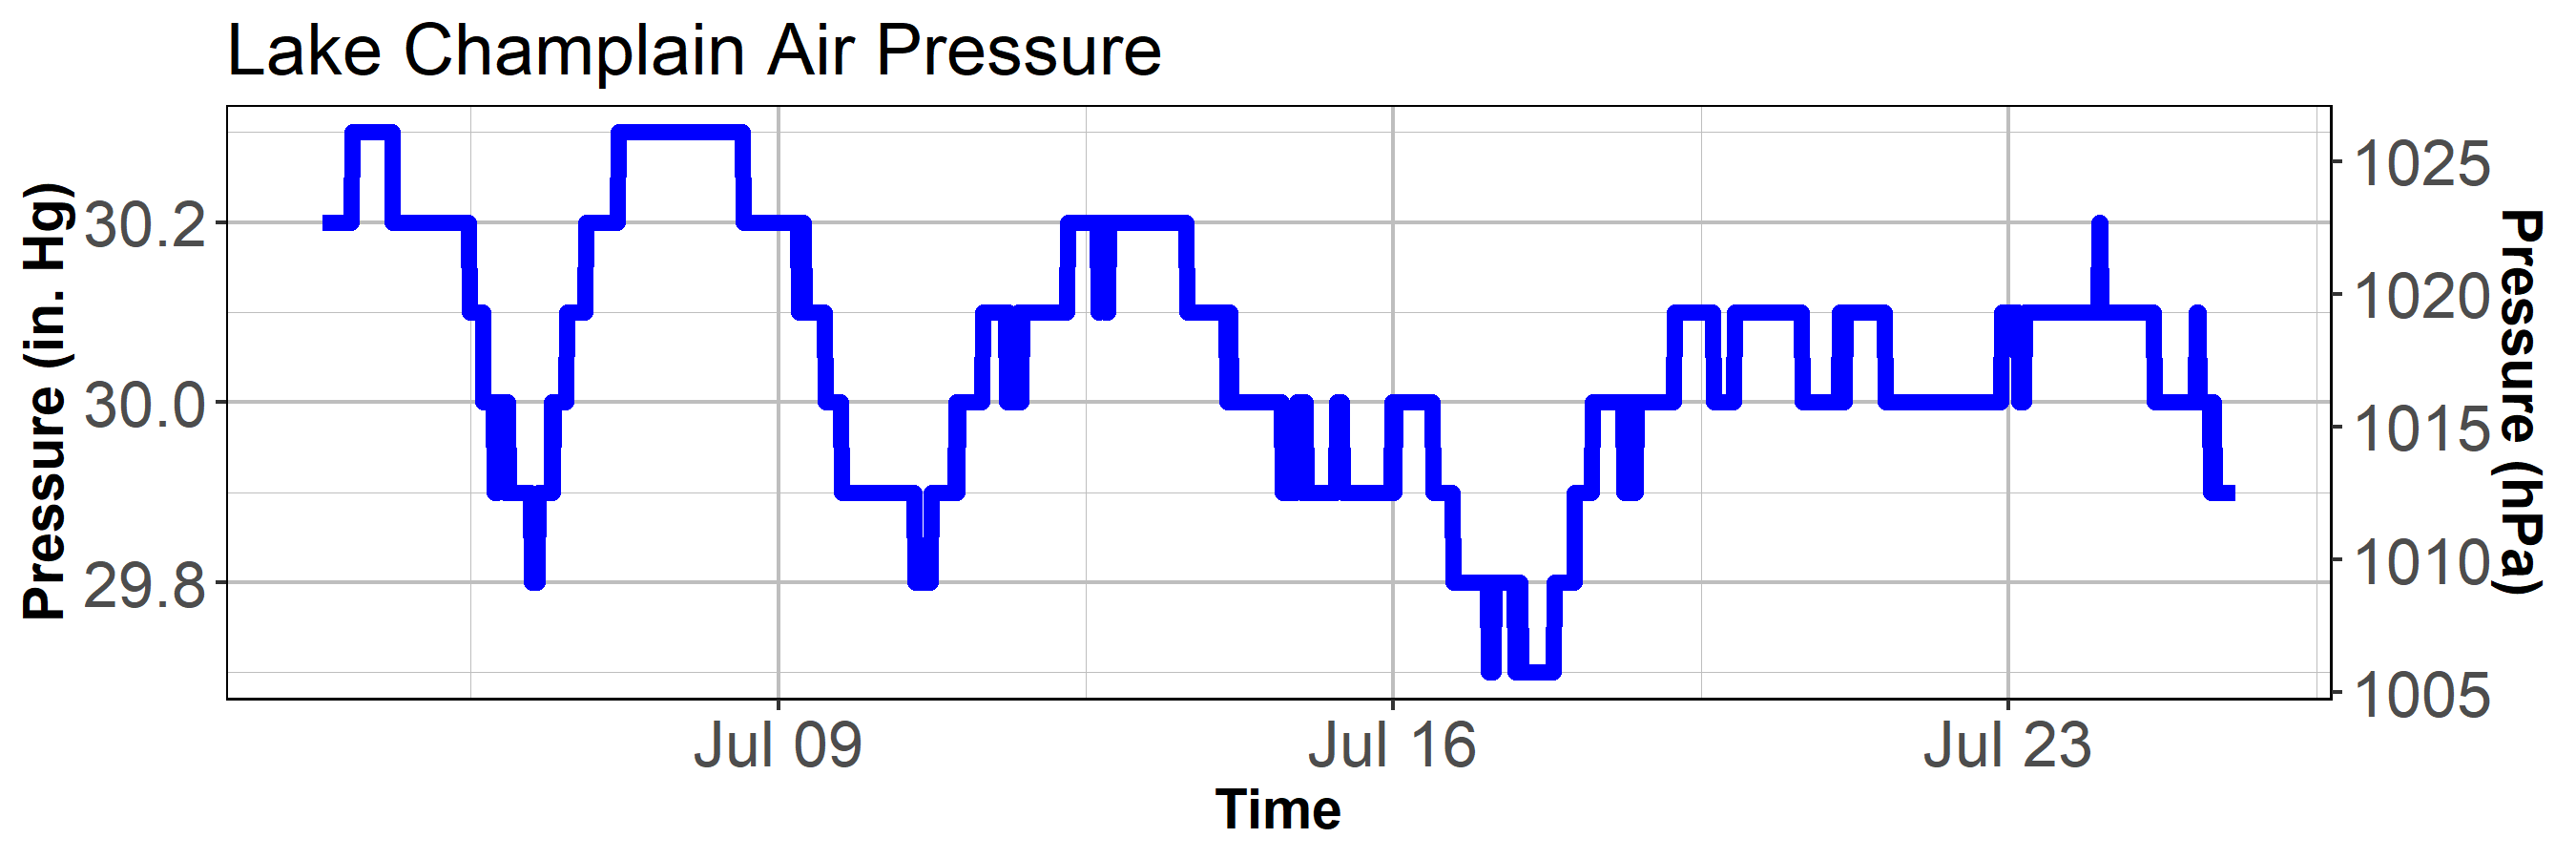 Lake Champlain Air Pressure
Pressure (in. Hg)
30.2
30.0
29.8
1025
1020
1015
1010
1005
Pressure (hPa)
Jul 09
Jul 16
Jul 23
Time